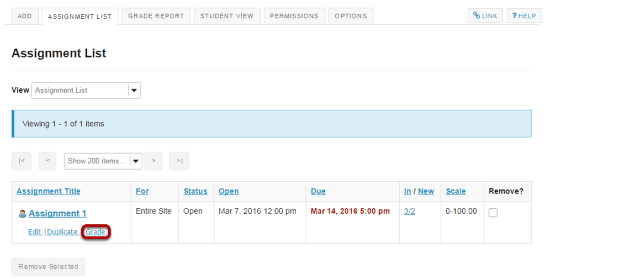 ADD ASSIGNMENT LIST GRADE REPORT STUDENT VIEW PERMISSIONS OPTIONS LINK ? HELP
Assignment List
View Assignment List
Viewing 1 - 1 of 1 items
|< < Show 200 items... > >|
Assignment Title For Status Open Due In / New Scale Remove?
Assignment 1 Entire Site Open Mar 7, 2016 12:00 pm Mar 14, 2016 5:00 pm 3/2 0-100.00
Edit | Duplicate Grade
Remove Selected